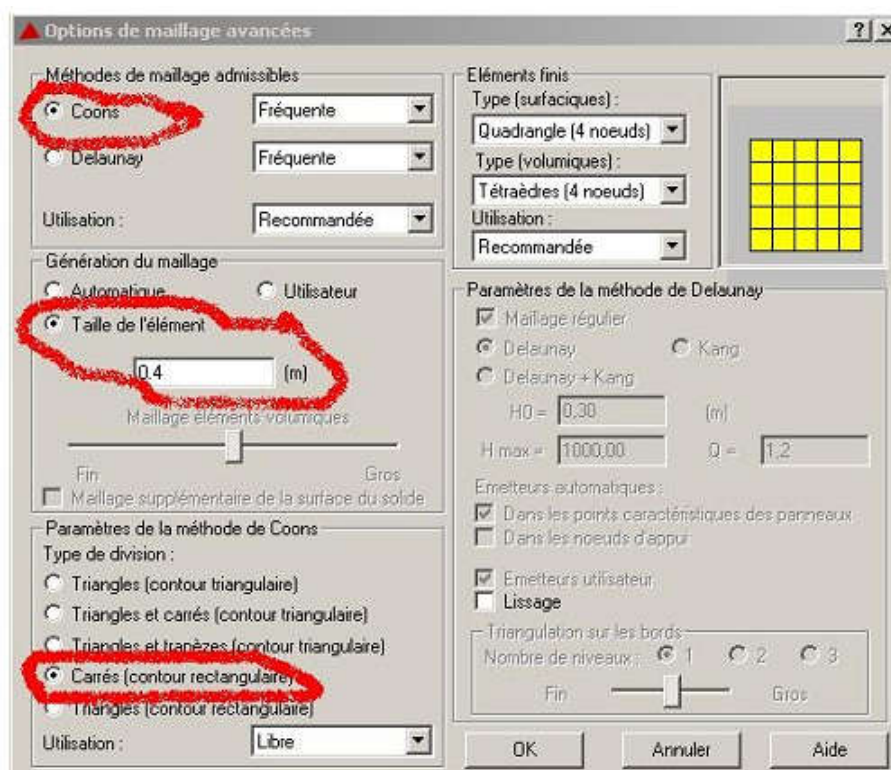 Options de maillage avancées
Méthodes de maillage admissibles
Coons Fréquente
Delaunay Fréquente
Utilisation : Recommandée
Génération du maillage
Automatique Utilisateur
Taille de l'élément
0.4 (m)
Maillage éléments volumiques
Fin Gros
Maillage supplémentaire de la surface du solide
Paramètres de la méthode de Coons
Type de division :
Triangles (contour triangulaire)
Triangles et carrés (contour triangulaire)
Triangles et trapèzes (contour triangulaire)
Carrés (contour rectangulaire)
Triangles (contour rectangulaire)
Utilisation : Libre
Eléments finis
Type (surfaciques) :
Quadrangle (4 noeuds)
Type (volumiques) :
Tétraèdres (4 noeuds)
Utilisation :
Recommandée
Paramètres de la méthode de Delaunay
Maillage régulier
Delaunay Kang
Delaunay + Kang
H0 = 0,30 (m)
H max = 1000,00 Q = 1,2
Emetteurs automatiques :
Dans les points caractéristiques des panneaux
Dans les noeuds d'appui
Emetteurs utilisateur
Lissage
Triangulation sur les bords
Nombre de niveaux : 1 2 3
Fin Gros
OK Annuler Aide